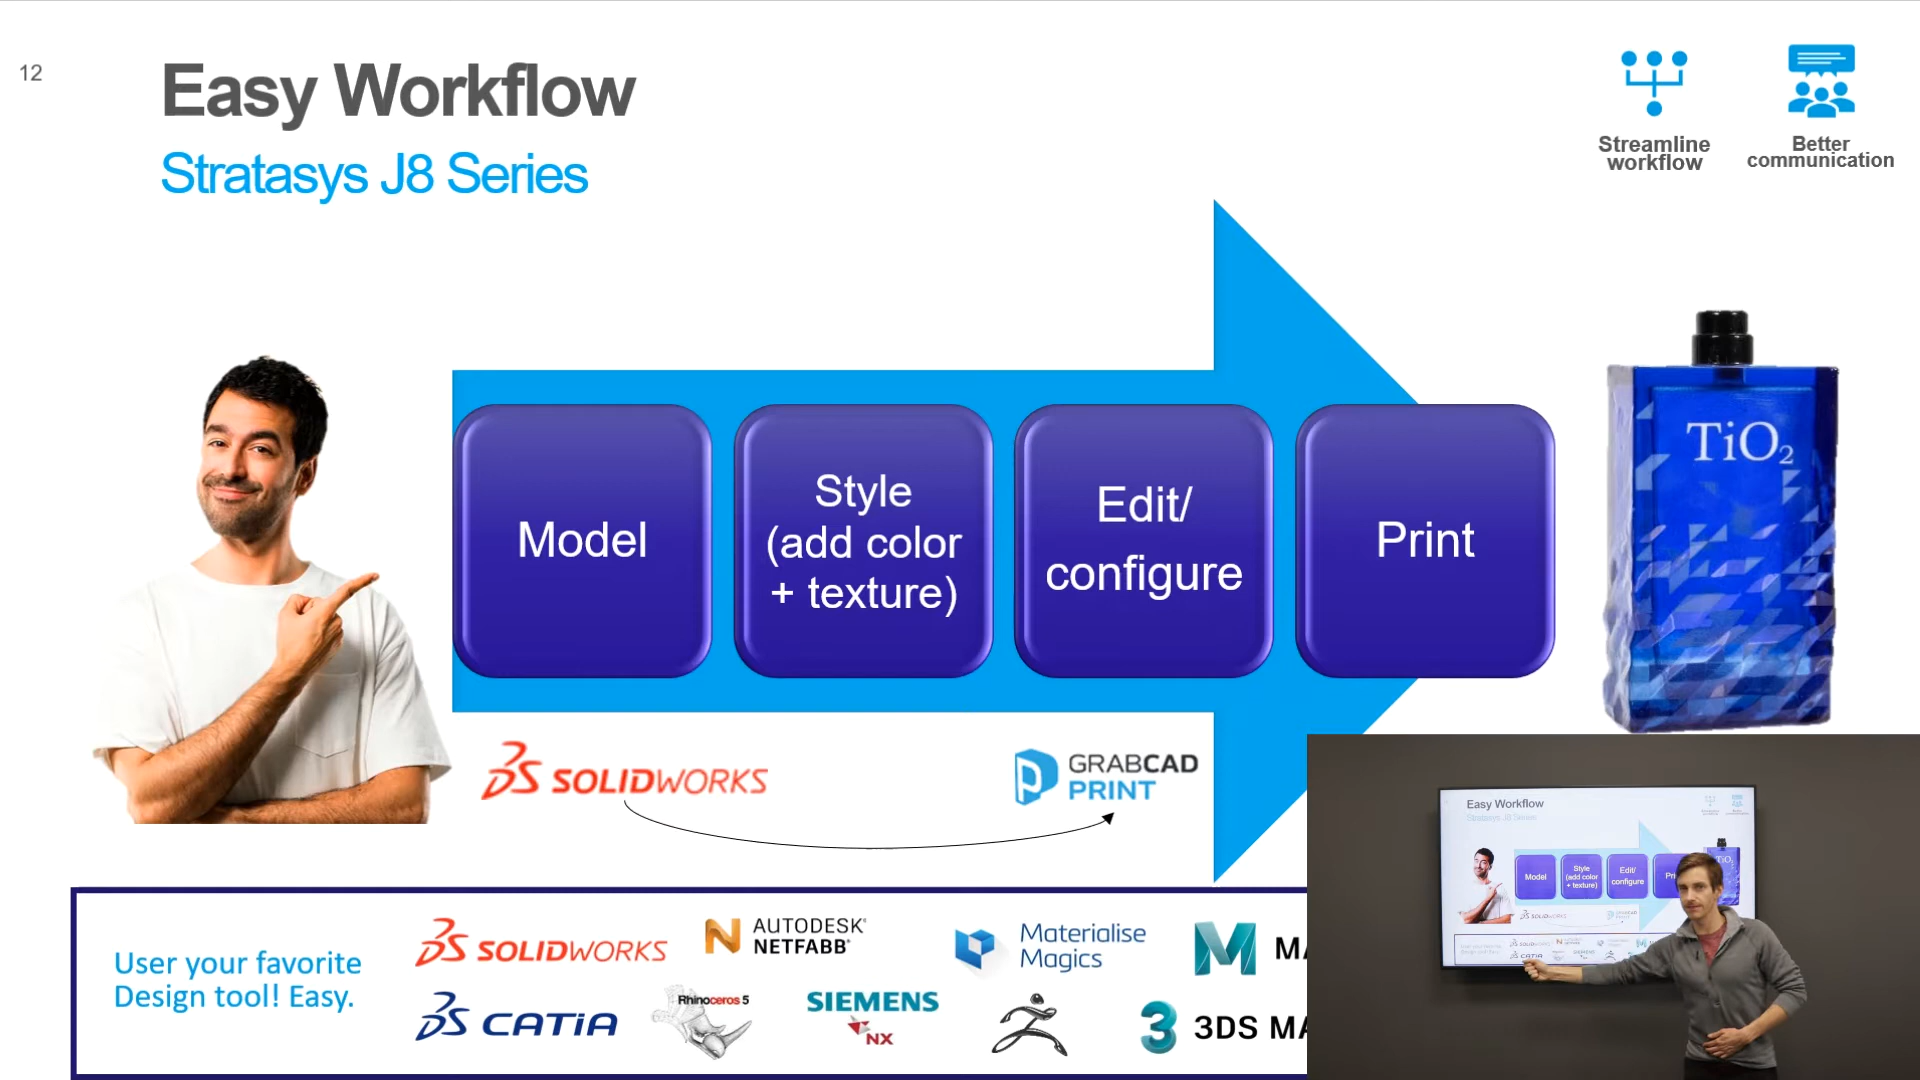 12
Easy Workflow
Stratasys J8 Series
Streamline
workflow
Better
communication
Model
Style
(add color
+ texture)
Edit/
configure
Print
TiO2
SOLIDWORKS
GRABCAD
PRINT
User your favorite
Design tool! Easy.
SOLIDWORKS
AUTODESK®
NETFABB®
Materialise
Magics
MA
CATIA
Rhinoceros 5
SIEMENS
NX
3
3DS MA
Easy Workflow
Stratasys J8 Series
Model
Style
(add color
+ texture)
Edit/
configure
Pri
TiO
SOLIDWORKS
CATIA